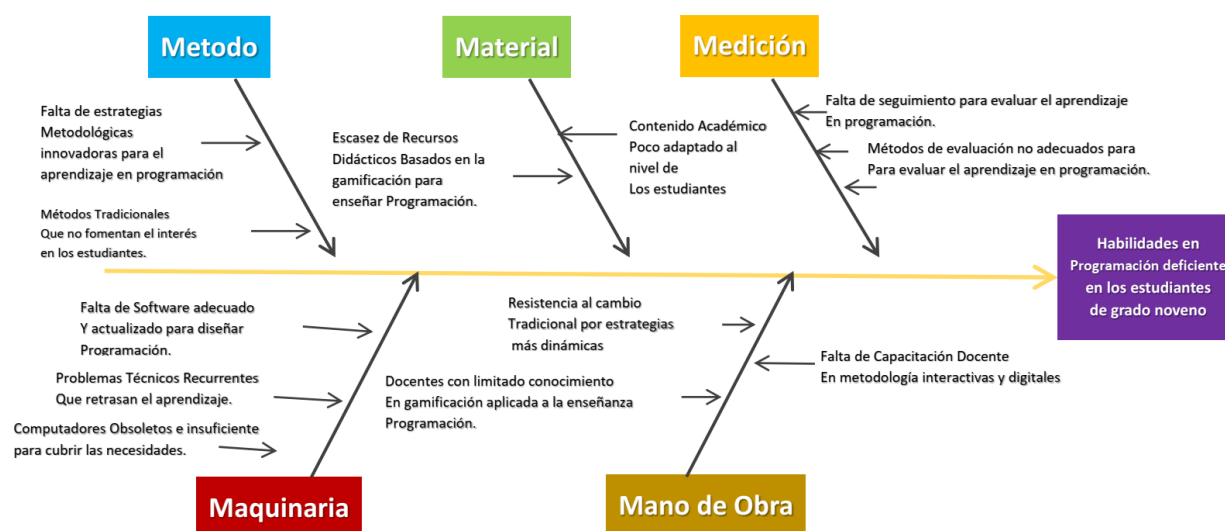 Metodo
Material
Medición
Falta de estrategias
Metodológicas
innovadoras para el
aprendizaje en programación
Métodos Tradicionales
Que no fomentan el interés
en los estudiantes.
Escasez de Recursos
Didácticos Basados en la
gamificación para
enseñar Programación.
Contenido Académico
Poco adaptado al
nivel de
Los estudiantes
Falta de seguimiento para evaluar el aprendizaje
En programación.
Métodos de evaluación no adecuados para
Para evaluar el aprendizaje en programación.
Habilidades en
Programación deficiente
en los estudiantes
de grado noveno
Falta de Software adecuado
Y actualizado para diseñar
Programación.
Problemas Técnicos Recurrentes
Que retrasan el aprendizaje.
Computadores Obsoletos e insuficiente
para cubrir las necesidades.
Resistencia al cambio
Tradicional por estrategias
más dinámicas
Docentes con limitado conocimiento
En gamificación aplicada a la enseñanza
Programación.
Falta de Capacitación Docente
En metodología interactivas y digitales
Maquinaria
Mano de Obra